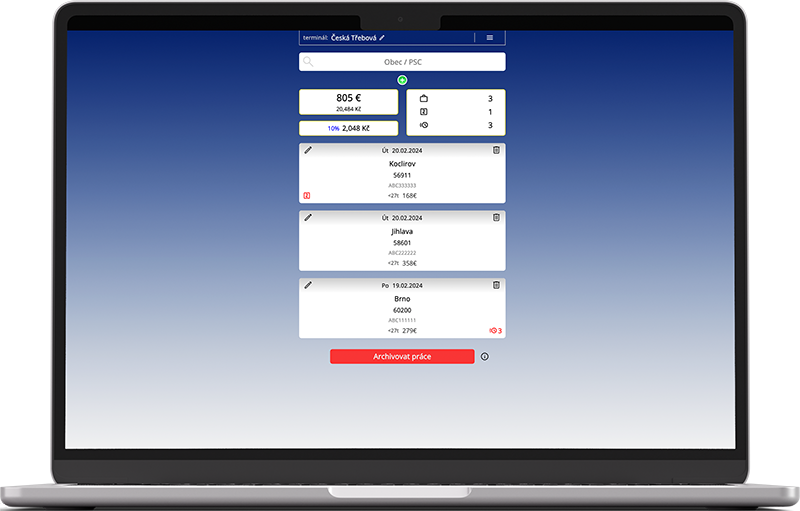 terminál: Česká Třebová
Obec / PSC
805 €
20,484 Kč
10% 2,048 Kč
3
2 1
3
Út 20.02.2024
Koclirov
56911
ABC333333
2 <27t 168€
Út 20.02.2024
Jihlava
58601
ABC222222
<27t 358€
Po 19.02.2024
Brno
60200
ABC111111
<27t 279€ 3
Archivovat práce